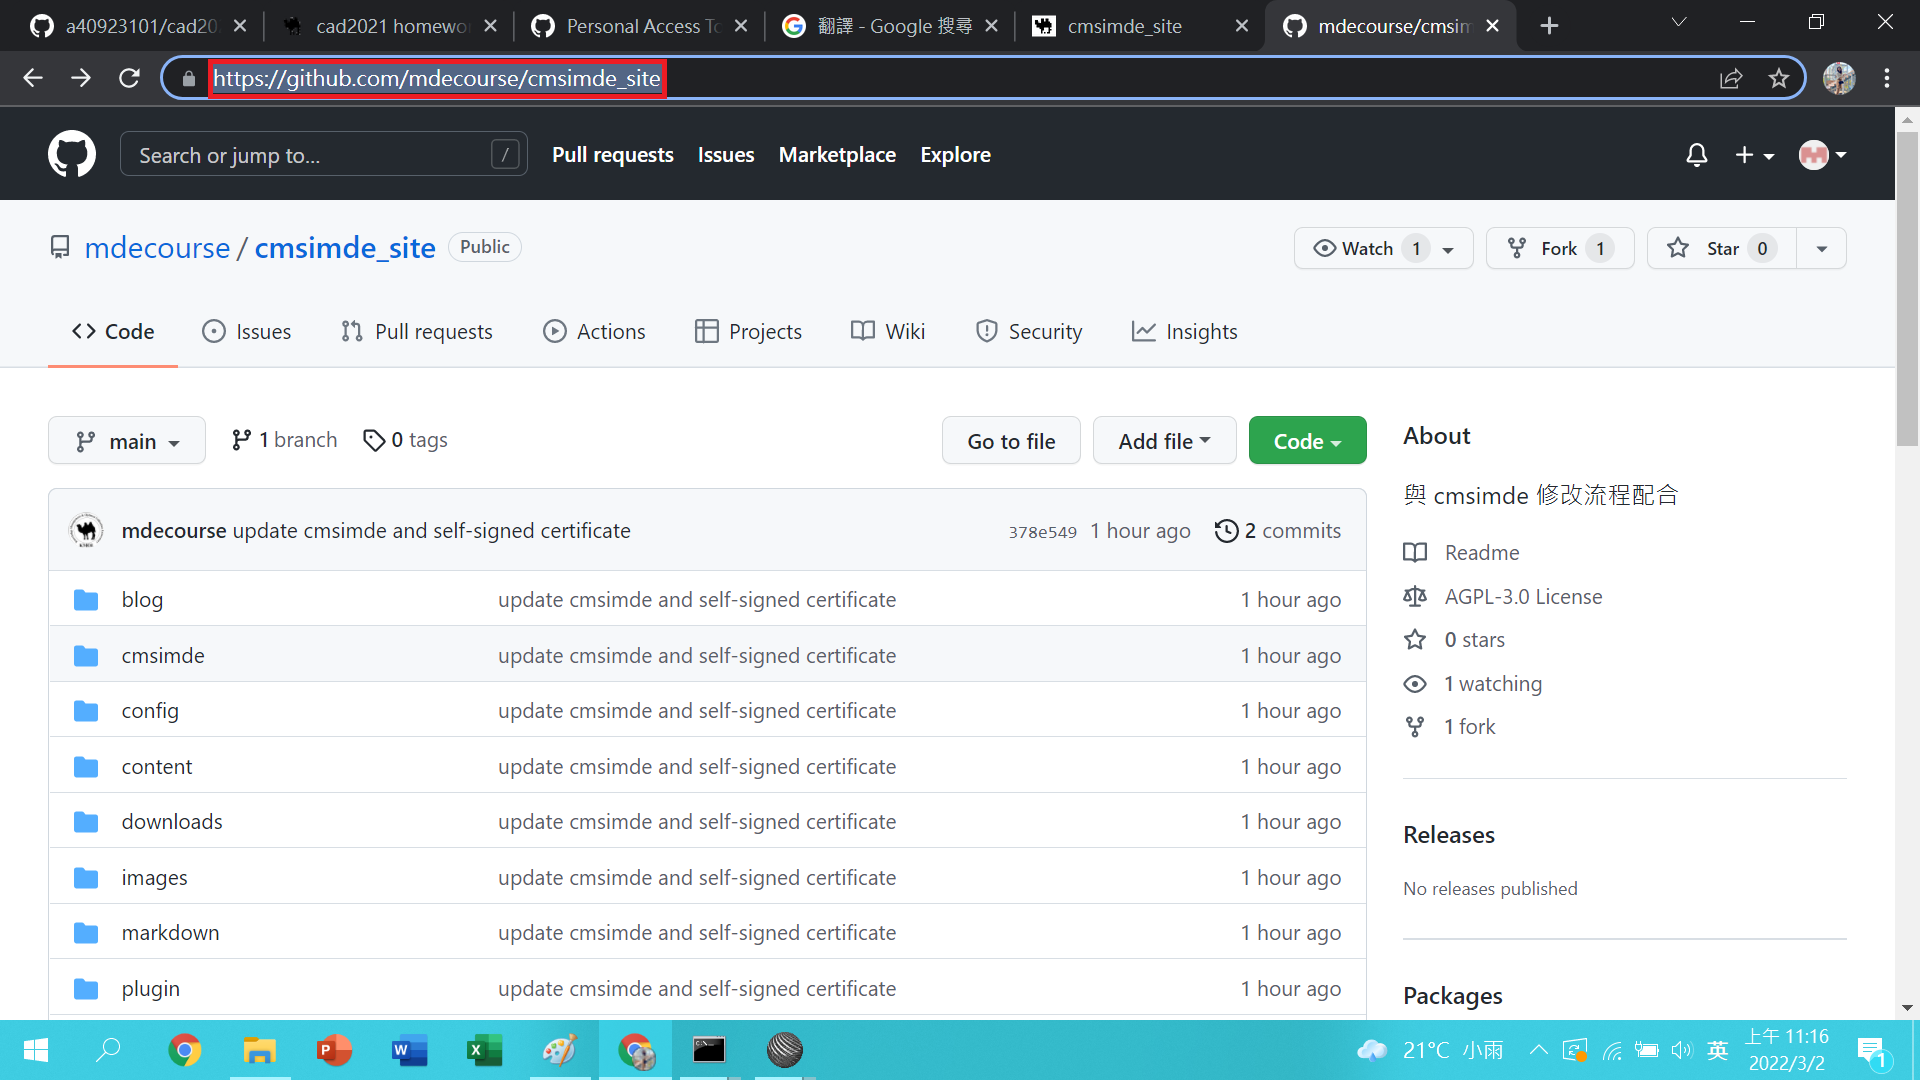 a40923101/cad20
cad2021 homewo
Personal Access To
翻譯 - Google 搜尋
cmsimde_site
mdecourse/cmsim
https://github.com/mdecourse/cmsimde_site
Search or jump to...
/
Pull requests
Issues
Marketplace
Explore
mdecourse / cmsimde_site
Public
Watch 1
Fork 1
Star 0
Code
Issues
Pull requests
Actions
Projects
Wiki
Security
Insights
main
1 branch
0 tags
Go to file
Add file
Code
mdecourse update cmsimde and self-signed certificate
378e549 1 hour ago
2 commits
blog update cmsimde and self-signed certificate 1 hour ago
cmsimde update cmsimde and self-signed certificate 1 hour ago
config update cmsimde and self-signed certificate 1 hour ago
content update cmsimde and self-signed certificate 1 hour ago
downloads update cmsimde and self-signed certificate 1 hour ago
images update cmsimde and self-signed certificate 1 hour ago
markdown update cmsimde and self-signed certificate 1 hour ago
plugin update cmsimde and self-signed certificate 1 hour ago
About
與 cmsimde 修改流程配合
Readme
AGPL-3.0 License
0 stars
1 watching
1 fork
Releases
No releases published
Packages
21°C 小雨
英
上午 11:16
2022/3/2
1